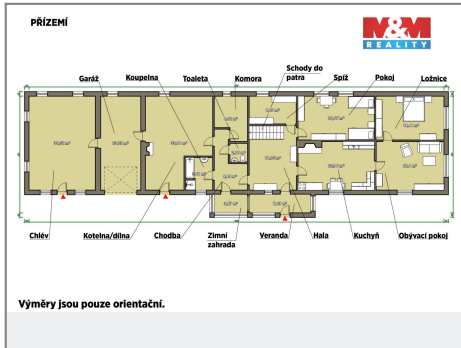 PŘÍZEMÍ
M&M
REALITY
Schody do
patra
Garáž
Koupelna
Toaleta
Komora
Spíž
Pokoj
Ložnice
Chlév
Kotelna/dílna
Chodba
Zimní
zahrada
Veranda
Hala
Kuchyň
Obývací pokoj
Výměry jsou pouze orientační.